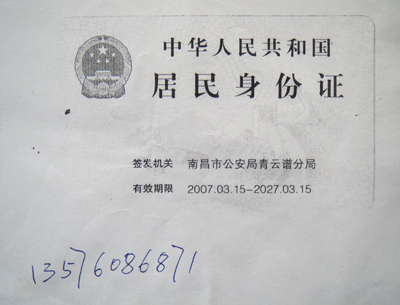 中华人民共和国
居民身份证
签发机关 南昌市公安局青云谱分局
有效期限 2007.03.15-2027.03.15
13576086871